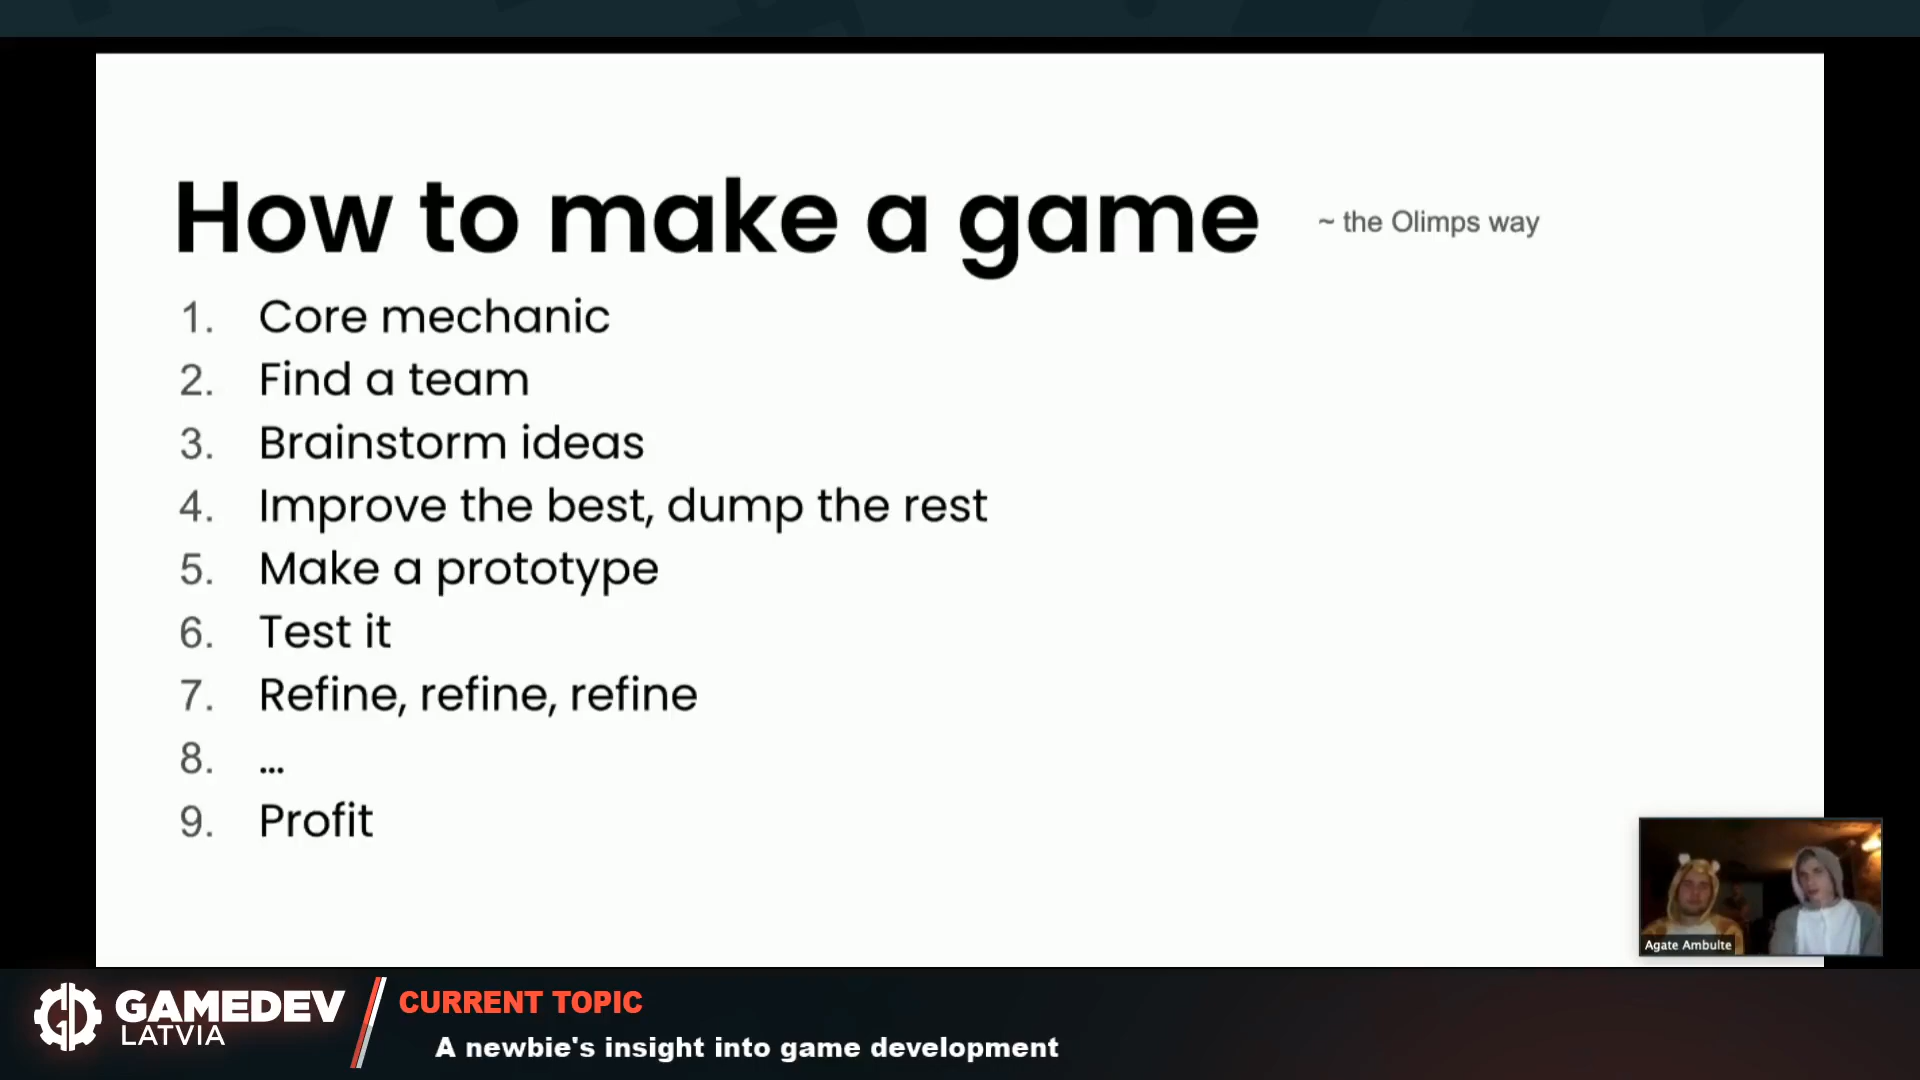 How to make a game ~ the Olimps way
1. Core mechanic
2. Find a team
3. Brainstorm ideas
4. Improve the best, dump the rest
5. Make a prototype
6. Test it
7. Refine, refine, refine
8. ...
9. Profit
Agate Ambulte
GAMEDEV
LATVIA
CURRENT TOPIC
A newbie's insight into game development